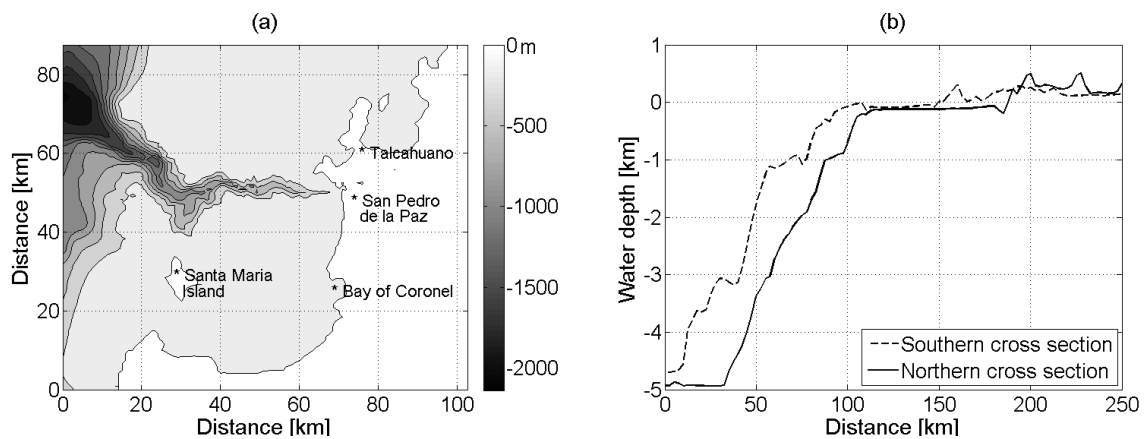 (a)
80
60
40
20
0
Distance [km]
0 20 40 60 80 100
Distance [km]
Talcahuano
San Pedro
de la Paz
Santa Maria
Island
Bay of Coronel
0 m
-500
-1000
-1500
-2000
(b)
1
0
-1
-2
-3
-4
-5
Water depth [km]
0 50 100 150 200 250
Distance [km]
Southern cross section
Northern cross section